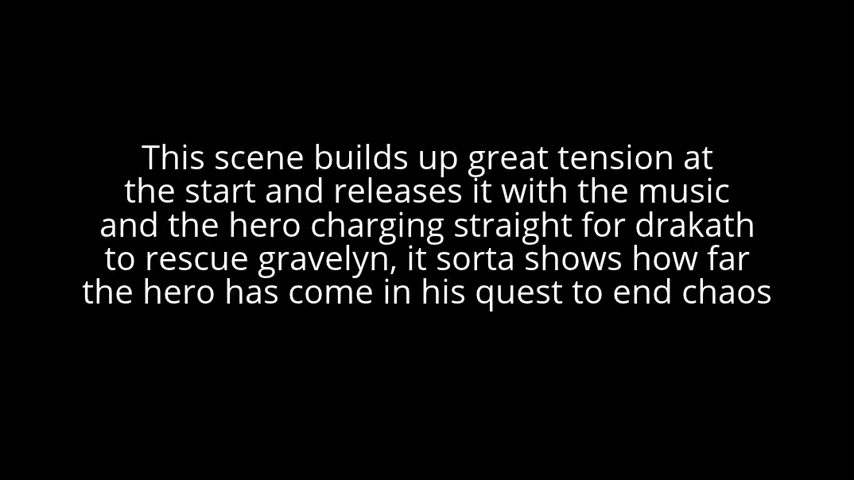 This scene builds up great tension at
the start and releases it with the music
and the hero charging straight for drakath
to rescue gravelyn, it sorta shows how far
the hero has come in his quest to end chaos